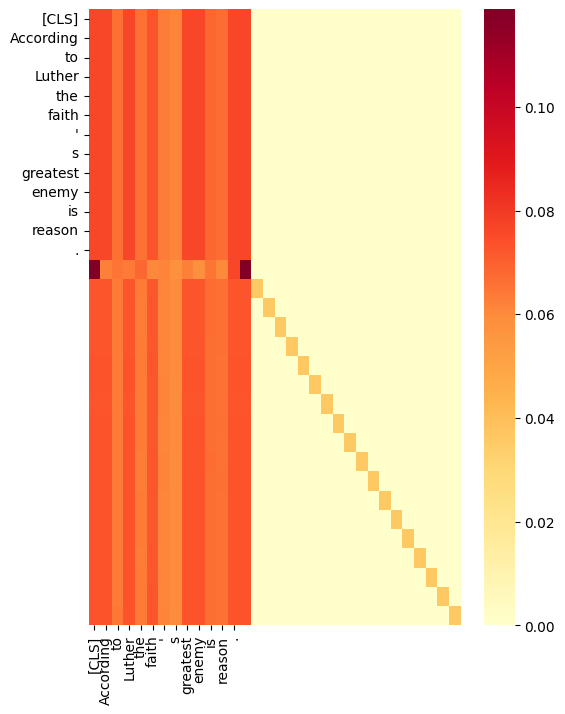 [CLS]
According
to
Luther
the
faith
'
s
greatest
enemy
is
reason
.
0.10
0.08
0.06
0.04
0.02
0.00
[CLS]
According
to
Luther
the
faith
'
s
greatest
enemy
is
reason
.